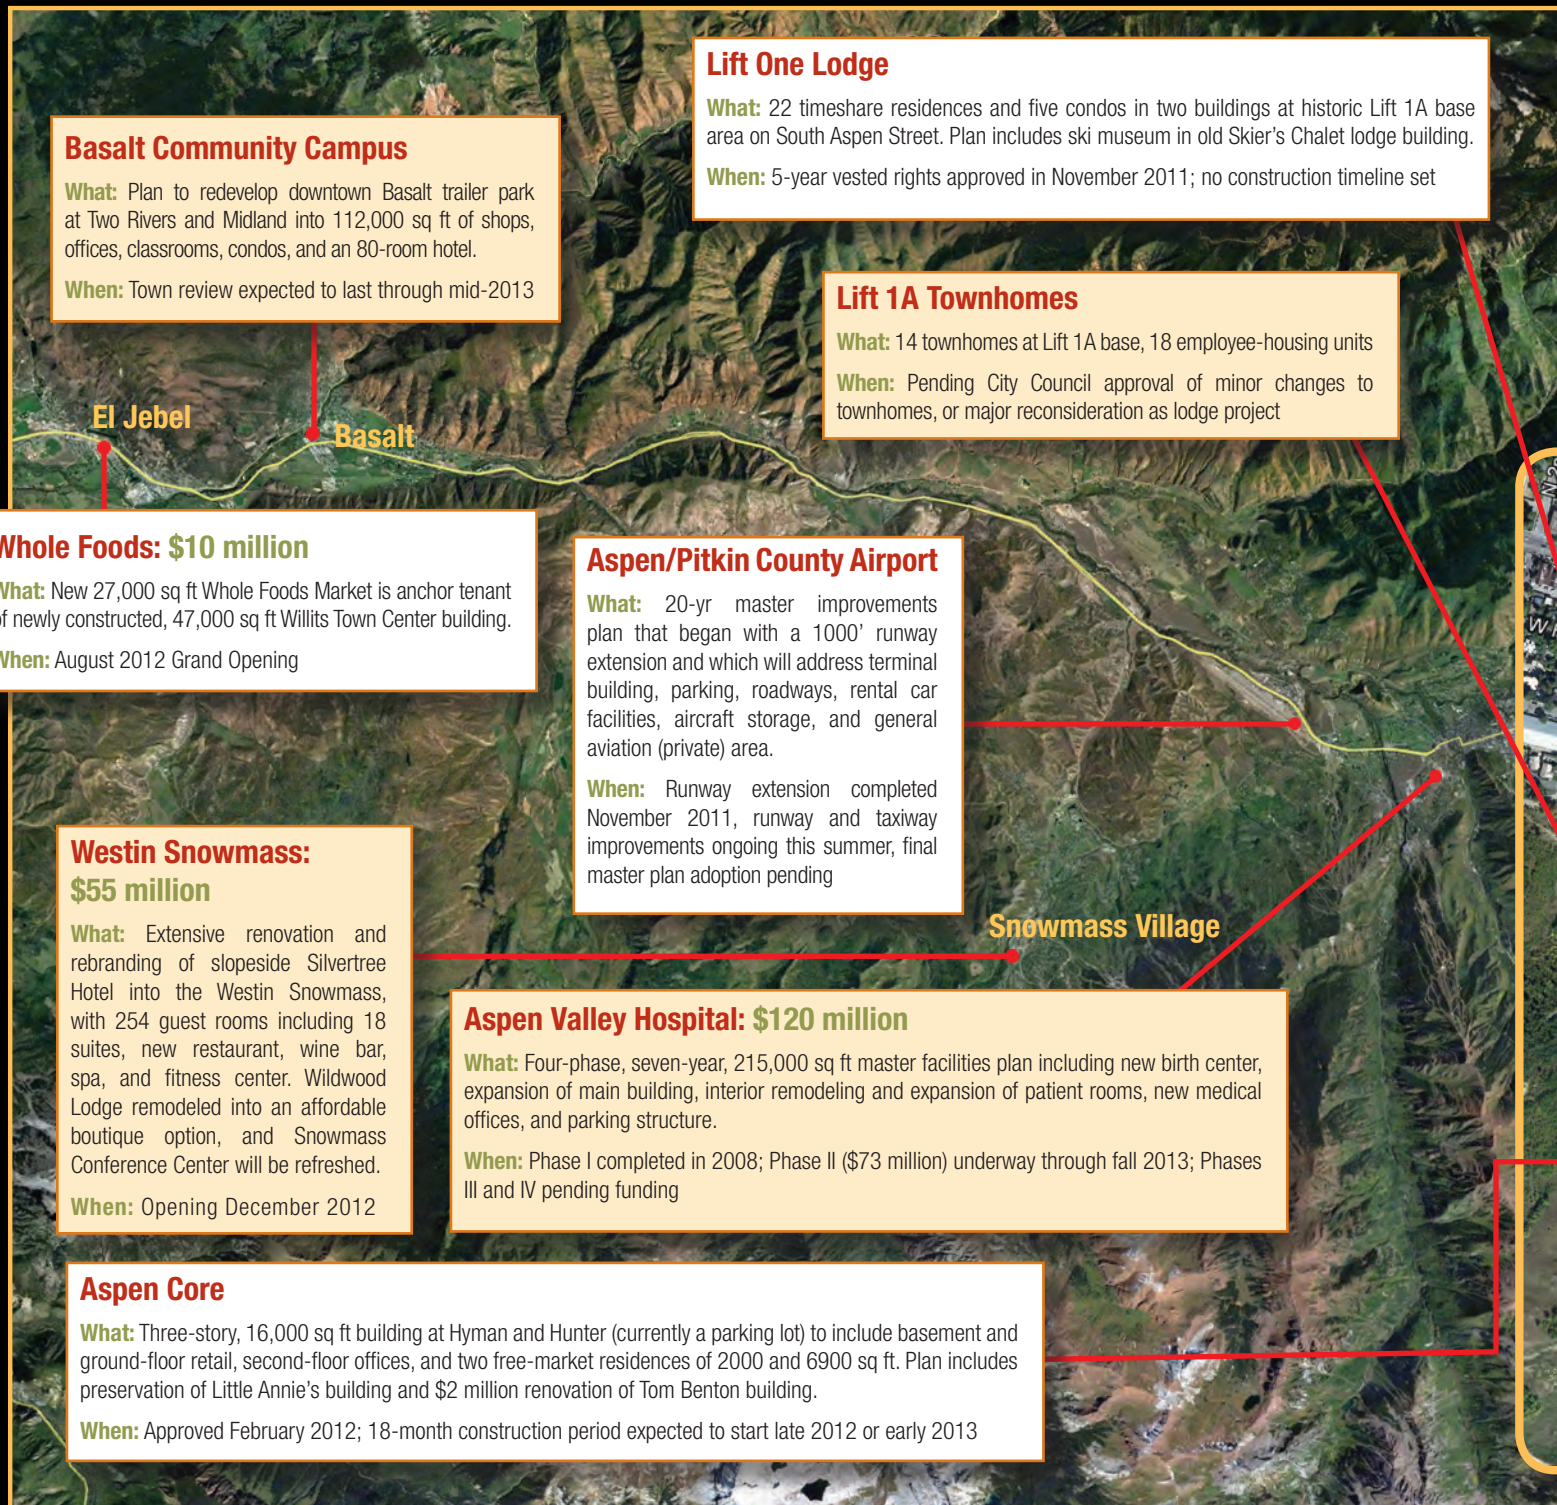 Lift One Lodge
What: 22 timeshare residences and five condos in two buildings at historic Lift 1A base
area on South Aspen Street. Plan includes ski museum in old Skier's Chalet lodge building.
When: 5-year vested rights approved in November 2011; no construction timeline set
Basalt Community Campus
What: Plan to redevelop downtown Basalt trailer park
at Two Rivers and Midland into 112,000 sq ft of shops,
offices, classrooms, condos, and an 80-room hotel.
When: Town review expected to last through mid-2013
Lift 1A Townhomes
What: 14 townhomes at Lift 1A base, 18 employee-housing units
When: Pending City Council approval of minor changes to
townhomes, or major reconsideration as lodge project
El Jebel
Basalt
Whole Foods: $10 million
What: New 27,000 sq ft Whole Foods Market is anchor tenant
of newly constructed, 47,000 sq ft Willits Town Center building.
When: August 2012 Grand Opening
Aspen/Pitkin County Airport
What: 20-yr master improvements
plan that began with a 1000’ runway
extension and which will address terminal
building, parking, roadways, rental car
facilities, aircraft storage, and general
aviation (private) area.
When: Runway extension completed
November 2011, runway and taxiway
improvements ongoing this summer, final
master plan adoption pending
Westin Snowmass:
$55 million
What: Extensive renovation and
rebranding of slopeside Silvertree
Hotel into the Westin Snowmass,
with 254 guest rooms including 18
suites, new restaurant, wine bar,
spa, and fitness center. Wildwood
Lodge remodeled into an affordable
boutique option, and Snowmass
Conference Center will be refreshed.
When: Opening December 2012
Snowmass Village
Aspen Valley Hospital: $120 million
What: Four-phase, seven-year, 215,000 sq ft master facilities plan including new birth center,
expansion of main building, interior remodeling and expansion of patient rooms, new medical
offices, and parking structure.
When: Phase I completed in 2008; Phase II ($73 million) underway through fall 2013; Phases
III and IV pending funding
Aspen Core
What: Three-story, 16,000 sq ft building at Hyman and Hunter (currently a parking lot) to include basement and
ground-floor retail, second-floor offices, and two free-market residences of 2000 and 6900 sq ft. Plan includes
preservation of Little Annie's building and $2 million renovation of Tom Benton building.
When: Approved February 2012; 18-month construction period expected to start late 2012 or early 2013